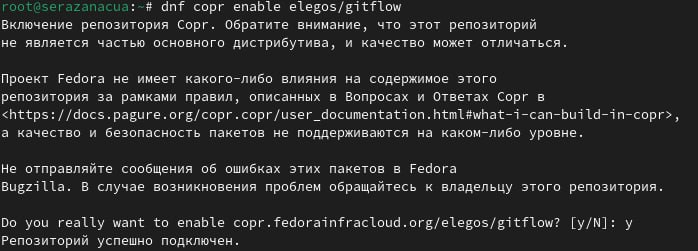 root@serazanacua:~# dnf copr enable elegos/gitflow
Включение репозитория Copr. Обратите внимание, что этот репозиторий
не является частью основного дистрибутива, и качество может отличаться.
Проект Fedora не имеет какого-либо влияния на содержимое этого
репозитория за рамками правил, описанных в Вопросах и Ответах Copr в
<https://docs.pagure.org/copr.copr/user_documentation.html#what-i-can-build-in-copr>,
а качество и безопасность пакетов не поддерживаются на каком-либо уровне.
Не отправляйте сообщения об ошибках этих пакетов в Fedora
Bugzilla. В случае возникновения проблем обращайтесь к владельцу этого репозитория.
Do you really want to enable copr.fedorainfracloud.org/elegos/gitflow? [y/N]: y
Репозиторий успешно подключен.